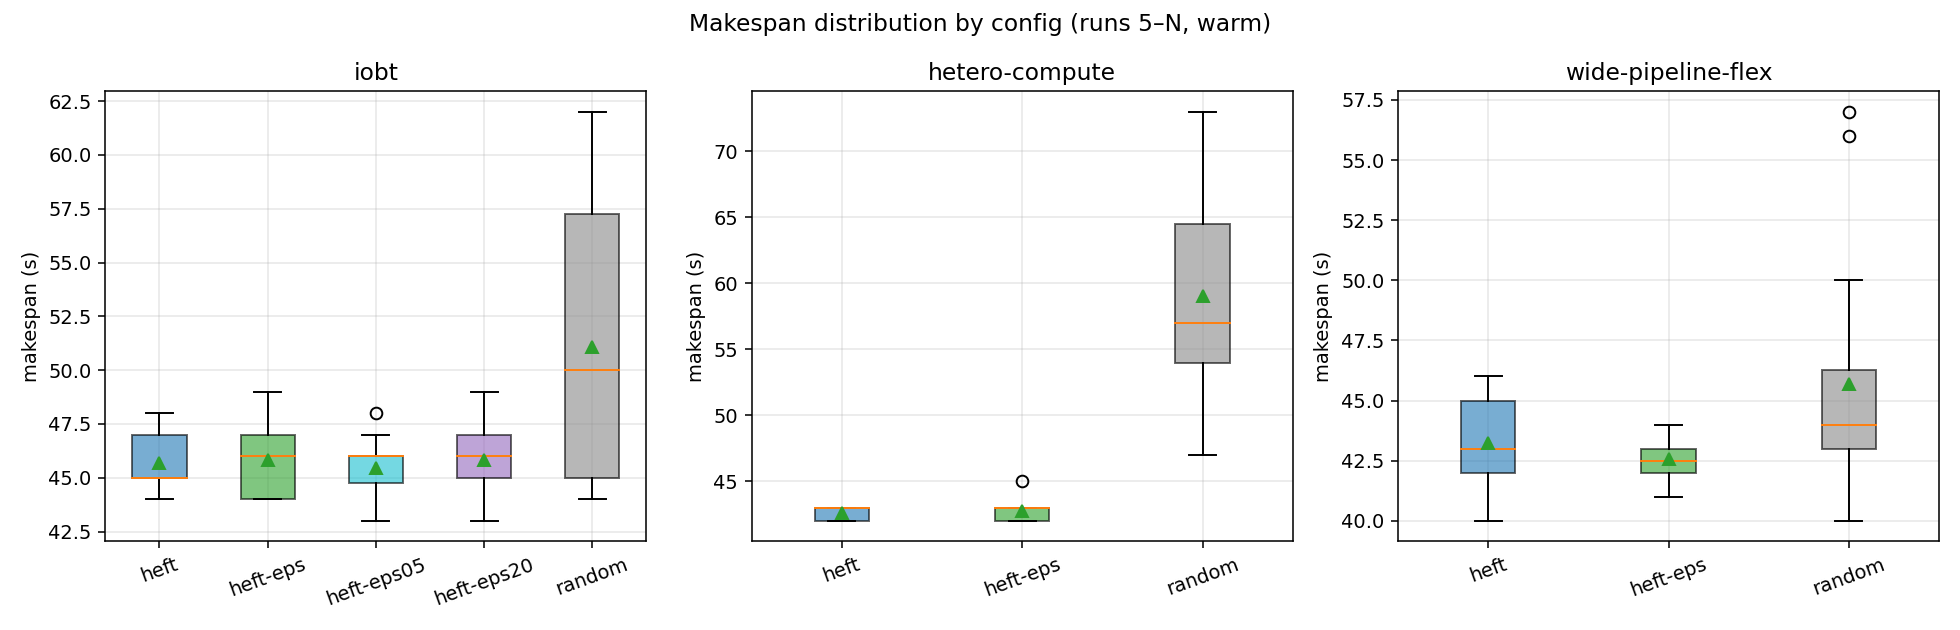 Makespan distribution by config (runs 5–N, warm)
iobt
makespan (s)
62.5
60.0
57.5
55.0
52.5
50.0
47.5
45.0
42.5
heft
heft-eps
heft-eps05
heft-eps20
random
hetero-compute
makespan (s)
70
65
60
55
50
45
heft
heft-eps
random
wide-pipeline-flex
makespan (s)
57.5
55.0
52.5
50.0
47.5
45.0
42.5
40.0
heft
heft-eps
random